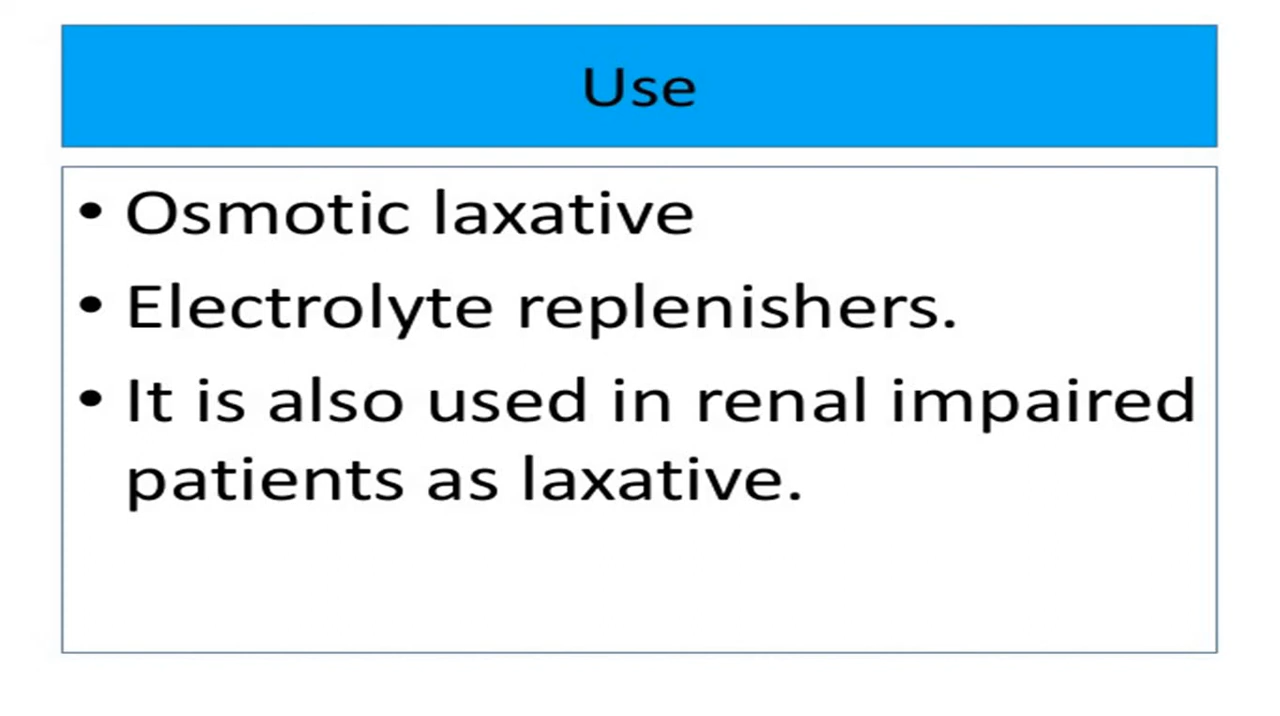 Use
• Osmotic laxative
• Electrolyte replenishers.
• It is also used in renal impaired
patients as laxative.